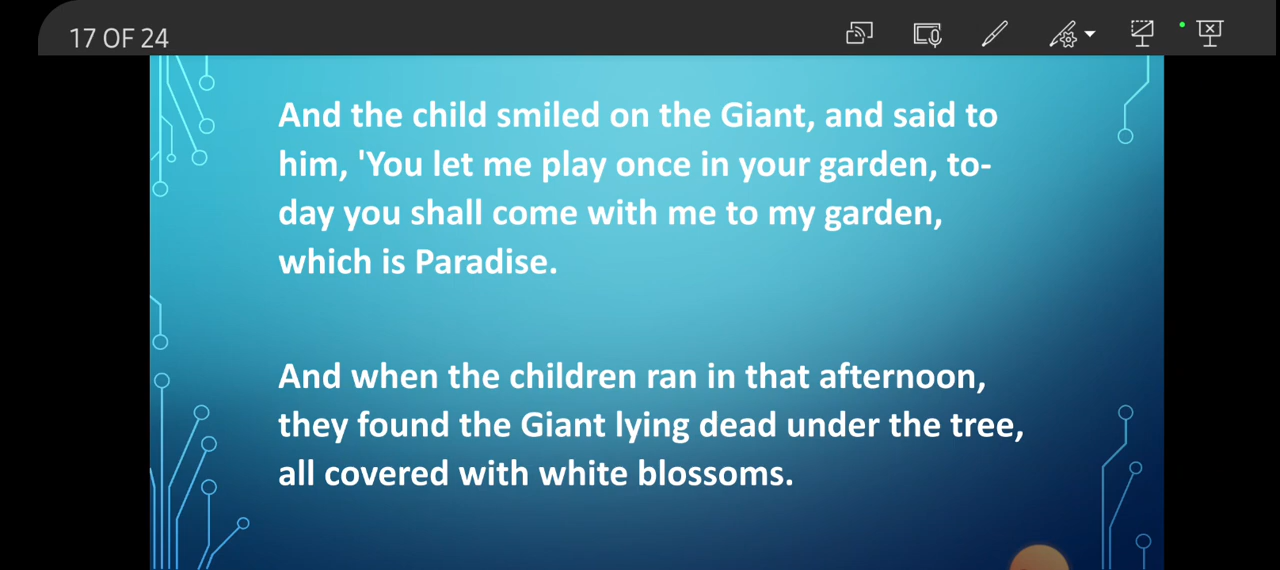 17 OF 24
And the child smiled on the Giant, and said to
him, 'You let me play once in your garden, to-
day you shall come with me to my garden,
which is Paradise.
And when the children ran in that afternoon,
they found the Giant lying dead under the tree,
all covered with white blossoms.